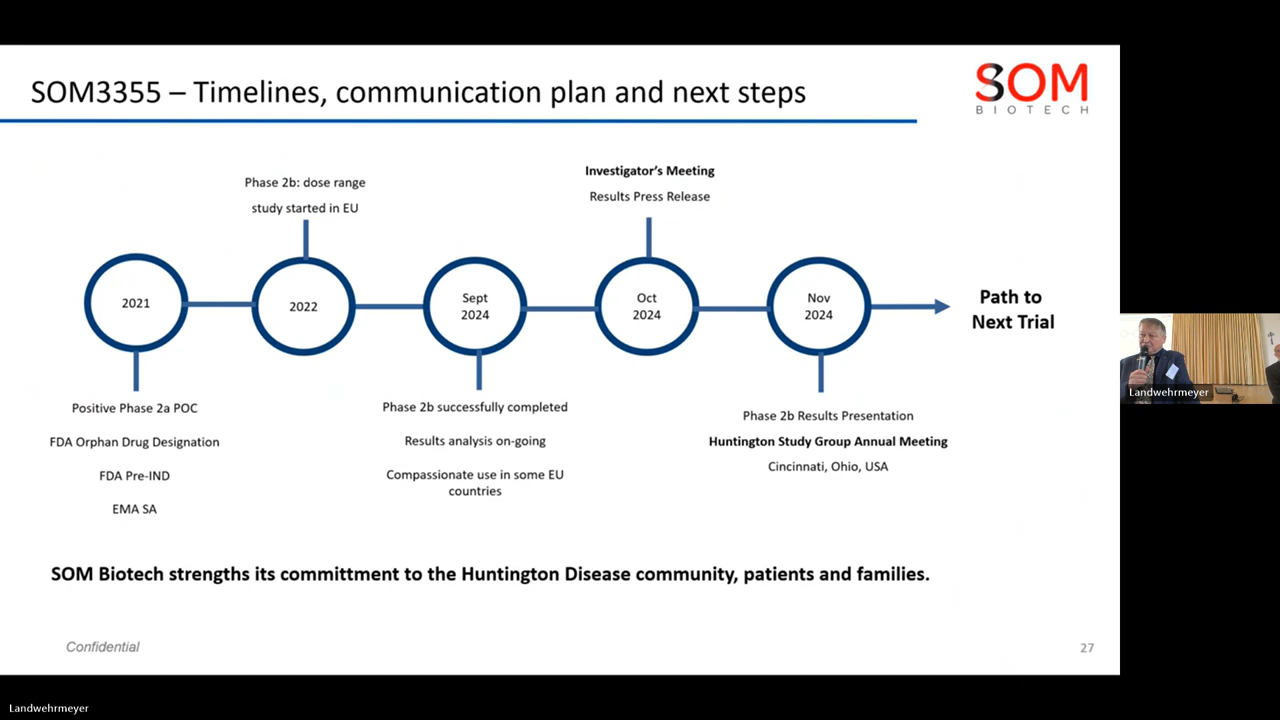 SOM3355 – Timelines, communication plan and next steps
SOM
BIOTECH
Phase 2b: dose range
study started in EU
Investigator's Meeting
Results Press Release
2021
2022
Sept
2024
Oct
2024
Nov
2024
Path to
Next Trial
Positive Phase 2a POC
FDA Orphan Drug Designation
FDA Pre-IND
EMA SA
Phase 2b successfully completed
Results analysis on-going
Compassionate use in some EU
countries
Phase 2b Results Presentation
Huntington Study Group Annual Meeting
Cincinnati, Ohio, USA
SOM Biotech strengths its committment to the Huntington Disease community, patients and families.
Confidential
27
Landwehrmeyer
Landwehrmeyer